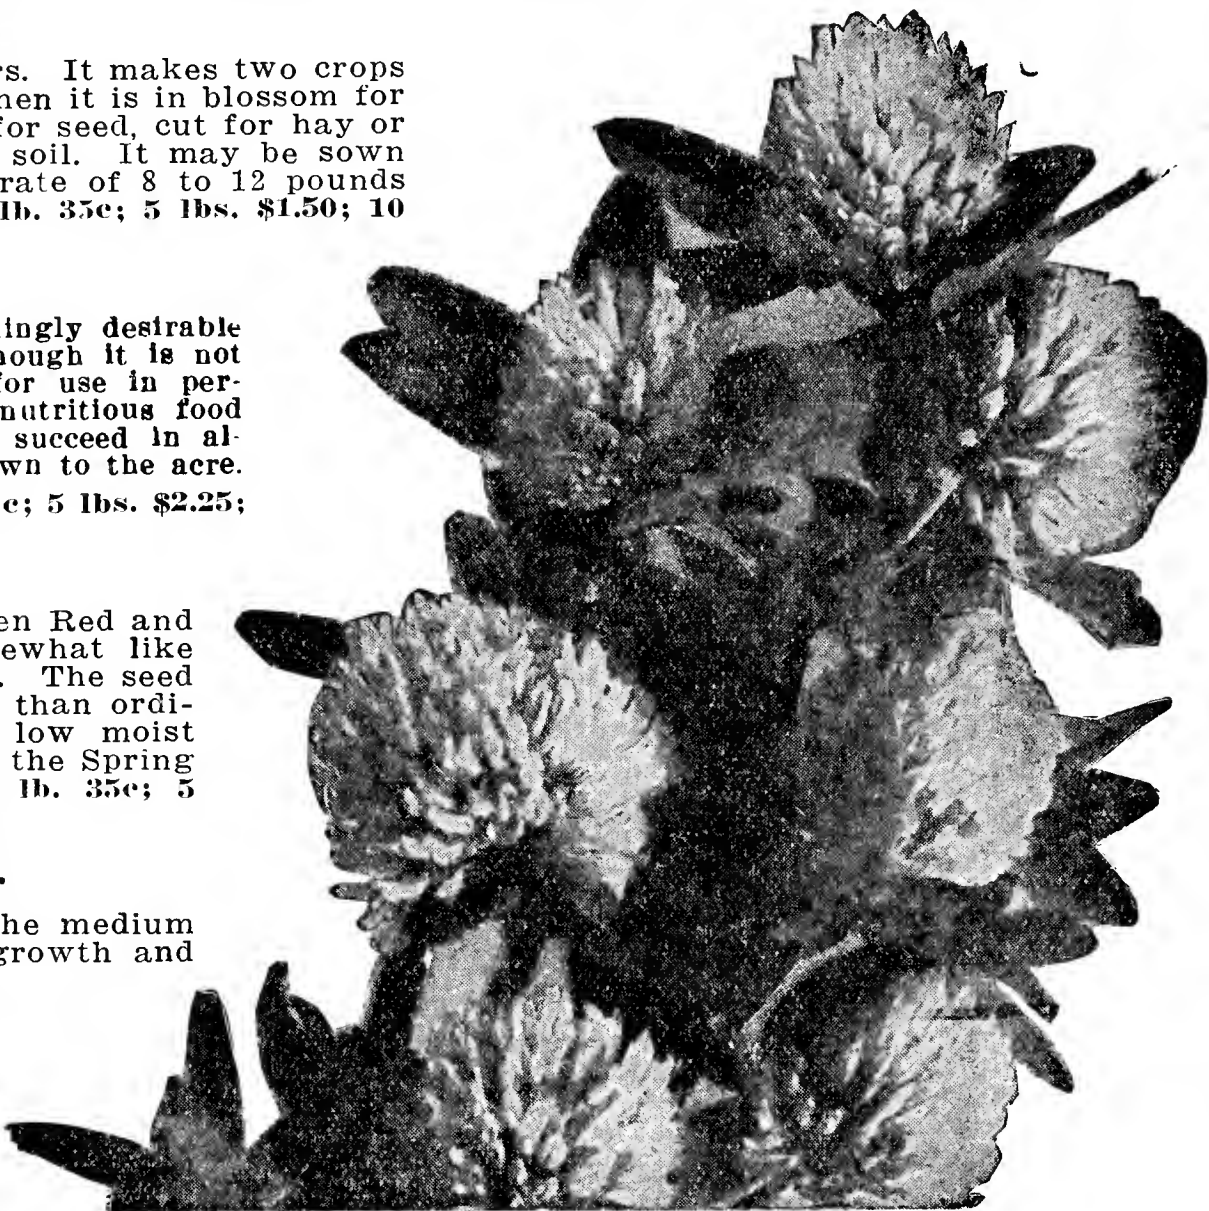 rs. It makes two crops
hen it is in blossom for
for seed, cut for hay or
soil. It may be sown
rate of 8 to 12 pounds
lb. 35c; 5 lbs. $1.50; 10
ingly desirable
hough it is not
for use in per-
nutritious food
succeed in al-
wn to the acre.
c; 5 lbs. $2.25;
en Red and
ewhat like
. The seed
than ordi-
low moist
the Spring
lb. 35c; 5
.
he medium
growth and